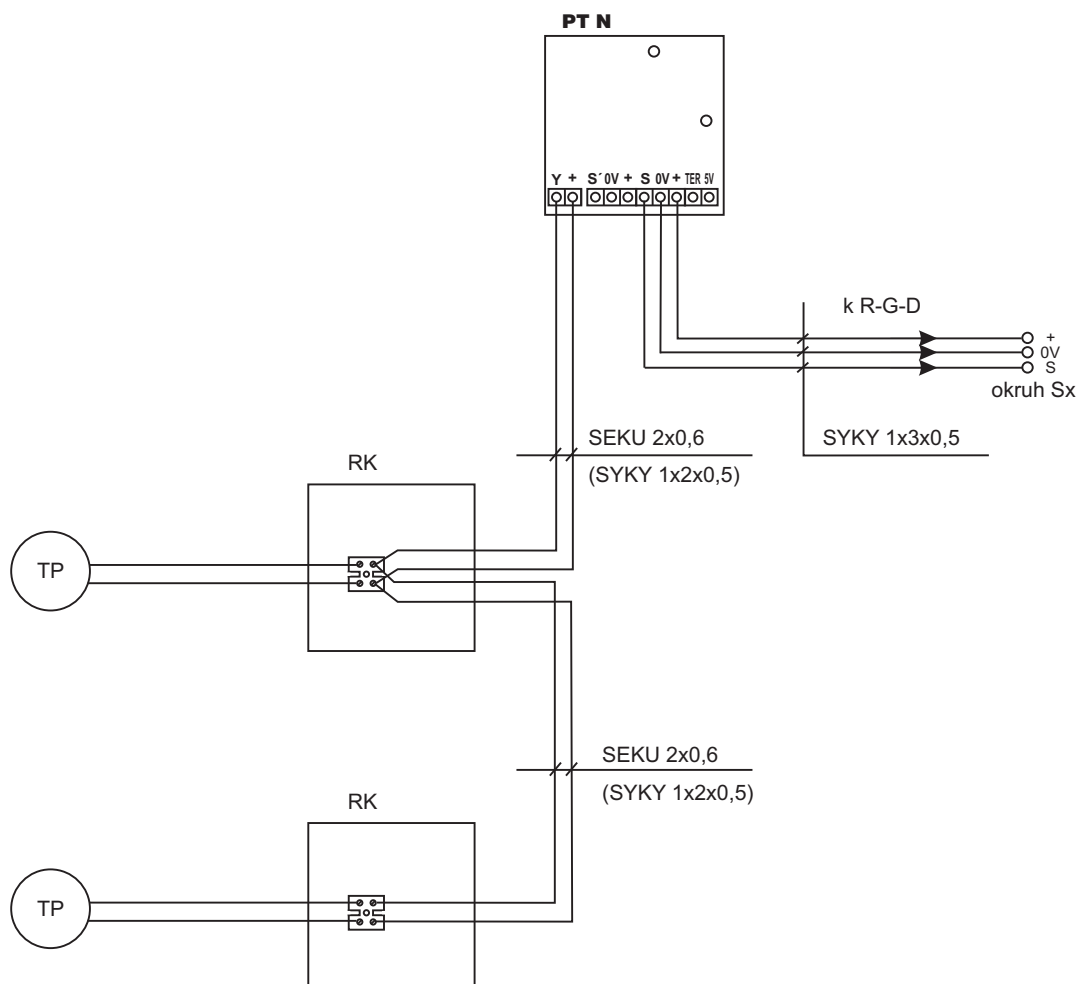 PT N
Y + S´ 0V + S 0V + TER 5V
k R-G-D
+
0V
S
okruh Sx
SEKU 2x0,6
(SYKY 1x2x0,5)
SYKY 1x3x0,5
RK
TP
SEKU 2x0,6
(SYKY 1x2x0,5)
RK
TP